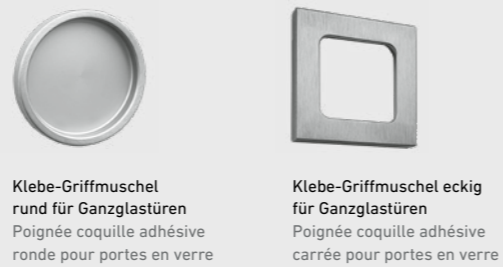 Klebe-Griffmuschel
rund für Ganzglastüren
Poignée coquille adhésive
ronde pour portes en verre
Klebe-Griffmuschel eckig
für Ganzglastüren
Poignée coquille adhésive
carrée pour portes en verre